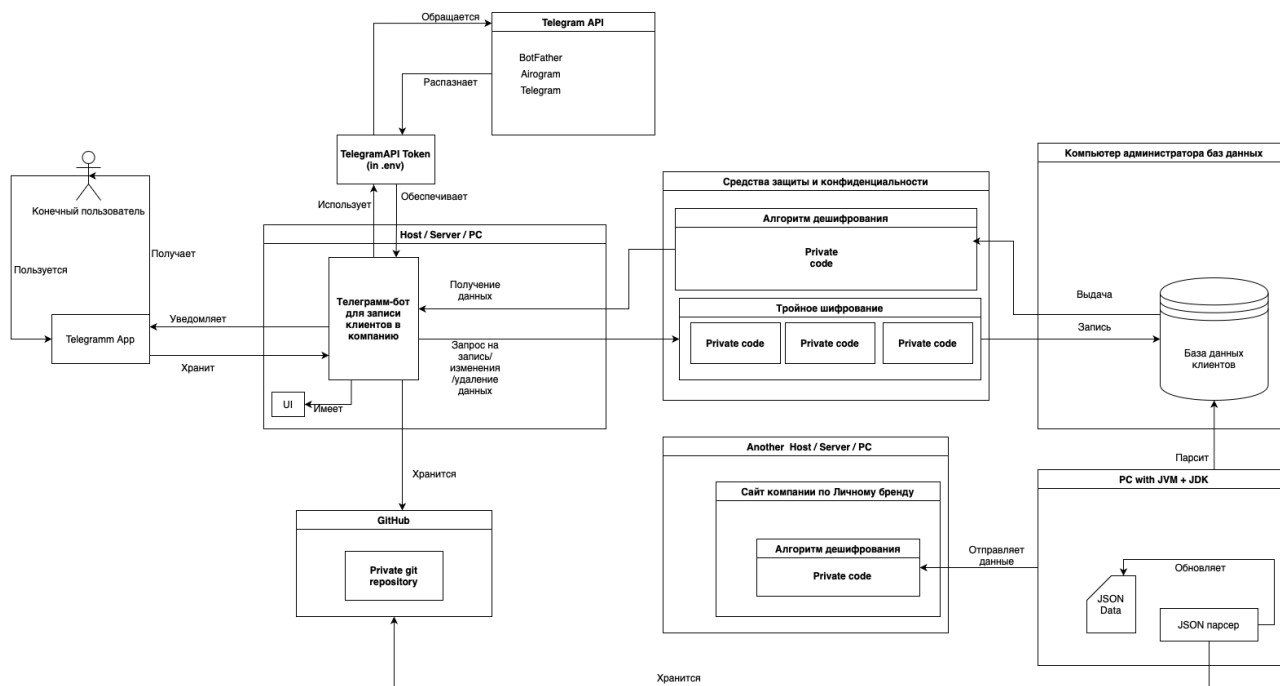 Обращается
Telegram API
BotFather
Airogram
Telegram
Распазнает
TelegramAPI Token
(in .env)
Использует
Обеспечивает
Конечный пользователь
Пользуется
Получает
Telegramm App
Уведомляет
Хранит
Host / Server / PC
Телеграмм-бот
для записи
клиентов в
компанию
UI
Имеет
Получение
данных
Запрос на
запись/
изменения
/удаление
данных
Средства защиты и конфиденциальности
Алгоритм дешифрования
Private
code
Тройное шифрование
Private code
Private code
Private code
Компьютер администратора баз данных
Выдача
Запись
База данных
клиентов
Парсит
Хранится
GitHub
Private git
repository
Another Host / Server / PC
Сайт компании по Личному бренду
Алгоритм дешифрования
Private code
Отправляет
данные
PC with JVM + JDK
Обновляет
JSON
Data
JSON парсер
Хранится